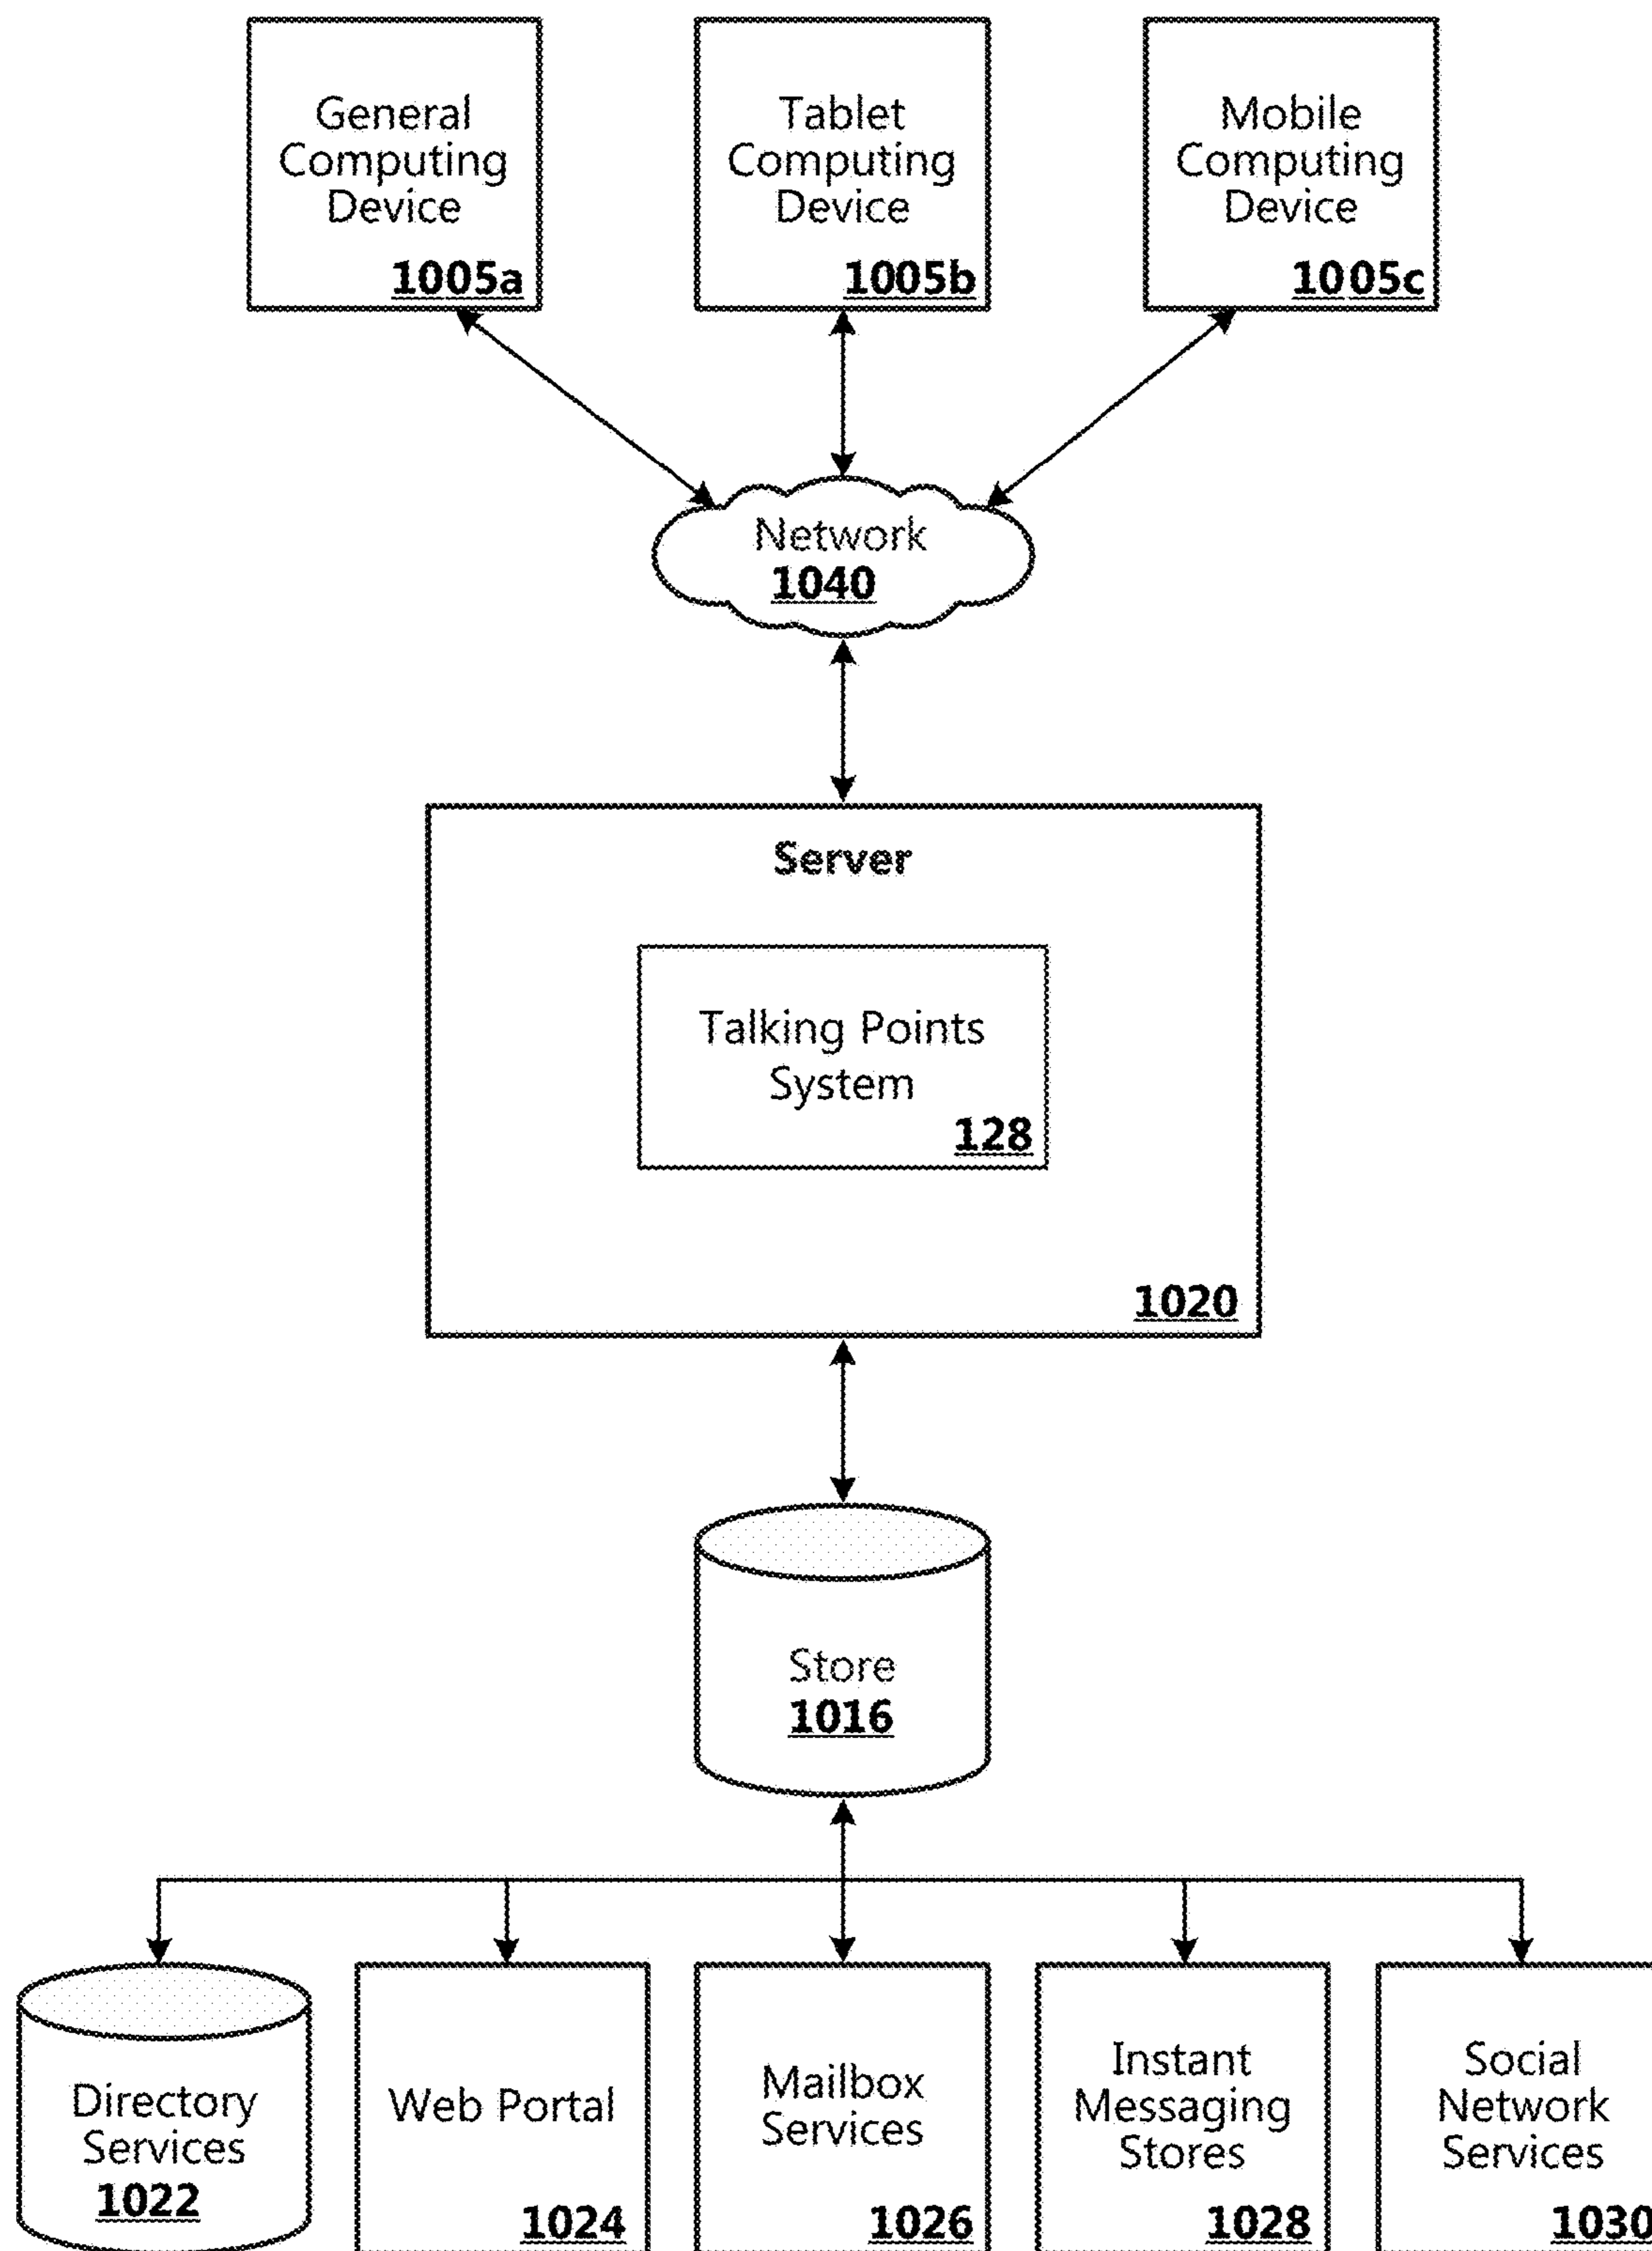 General
Computing
Device
1005a
Tablet
Computing
Device
1005b
Mobile
Computing
Device
1005c
Network
1040
Server
Talking Points
System
128
1020
Store
1016
Directory
Services
1022
Web Portal
1024
Mailbox
Services
1026
Instant
Messaging
Stores
1028
Social
Network
Services
1030